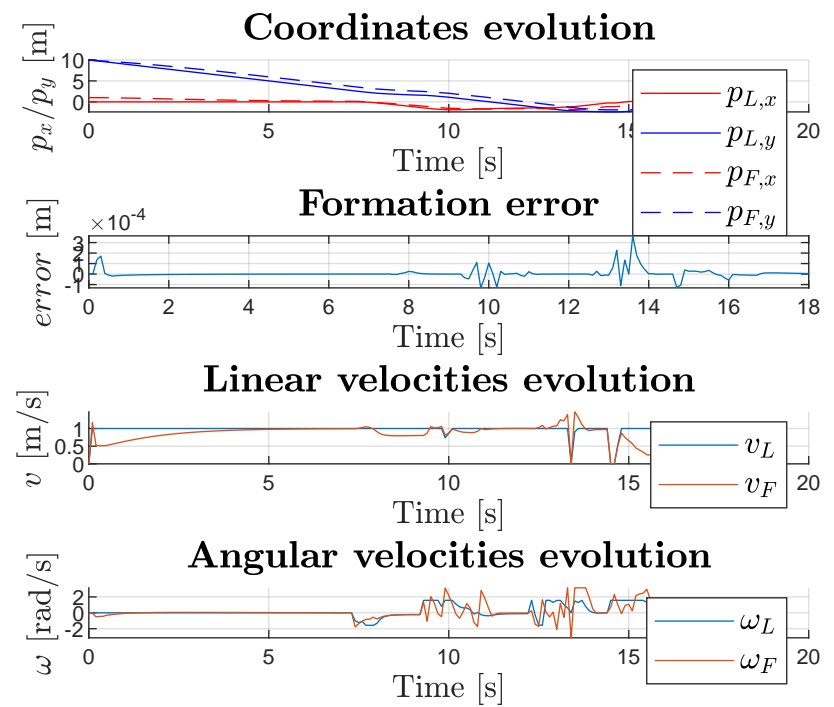 Coordinates evolution
p_x/p_y [m]
10
5
0
0 5 10 15 20
Time [s]
p_{L,x}
p_{L,y}
p_{F,x}
p_{F,y}
Formation error
×10^{-4}
error [m]
3
2
1
0
-1
0 2 4 6 8 10 12 14 16 18
Time [s]
Linear velocities evolution
v [m/s]
1
0.5
0
0 5 10 15 20
Time [s]
v_L
v_F
Angular velocities evolution
ω [rad/s]
2
0
-2
0 5 10 15 20
Time [s]
ω_L
ω_F